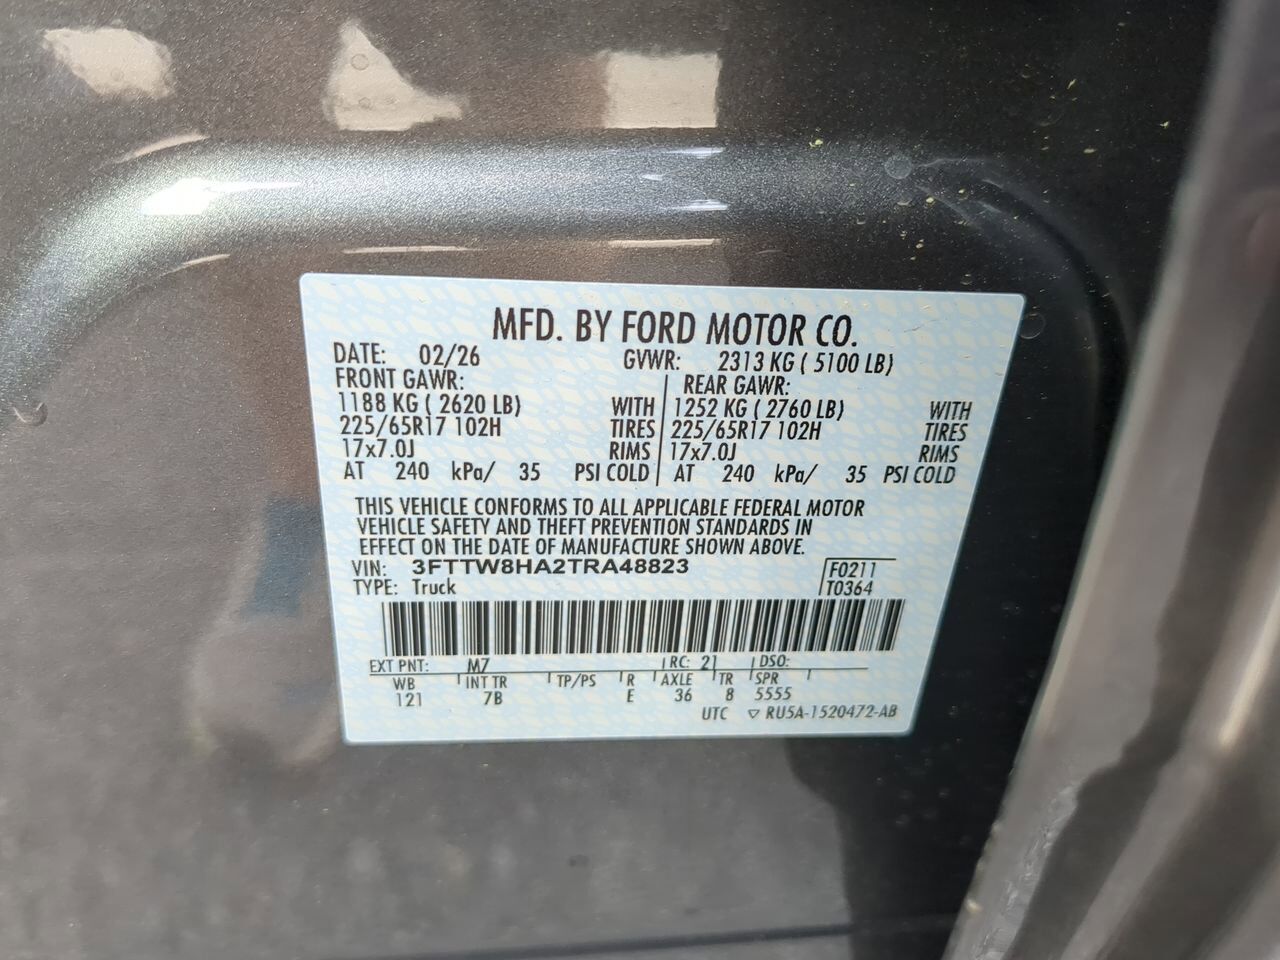 MFD. BY FORD MOTOR CO.
DATE: 02/26 GVWR: 2313 KG ( 5100 LB)
FRONT GAWR: REAR GAWR:
1188 KG ( 2620 LB) WITH 1252 KG ( 2760 LB) WITH
225/65R17 102H TIRES 225/65R17 102H TIRES
17x7.0J RIMS 17x7.0J RIMS
AT 240 kPa/ 35 PSI COLD AT 240 kPa/ 35 PSI COLD
THIS VEHICLE CONFORMS TO ALL APPLICABLE FEDERAL MOTOR
VEHICLE SAFETY AND THEFT PREVENTION STANDARDS IN
EFFECT ON THE DATE OF MANUFACTURE SHOWN ABOVE.
VIN: 3FTTW8HA2TRA48823 F0211
TYPE: Truck T0364
EXT PNT: M7 RC: 21 DSO:
WB INT TR TP/PS R AXLE TR SPR
121 7B E 36 8 5555
UTC ▽ RU5A-1520472-AB